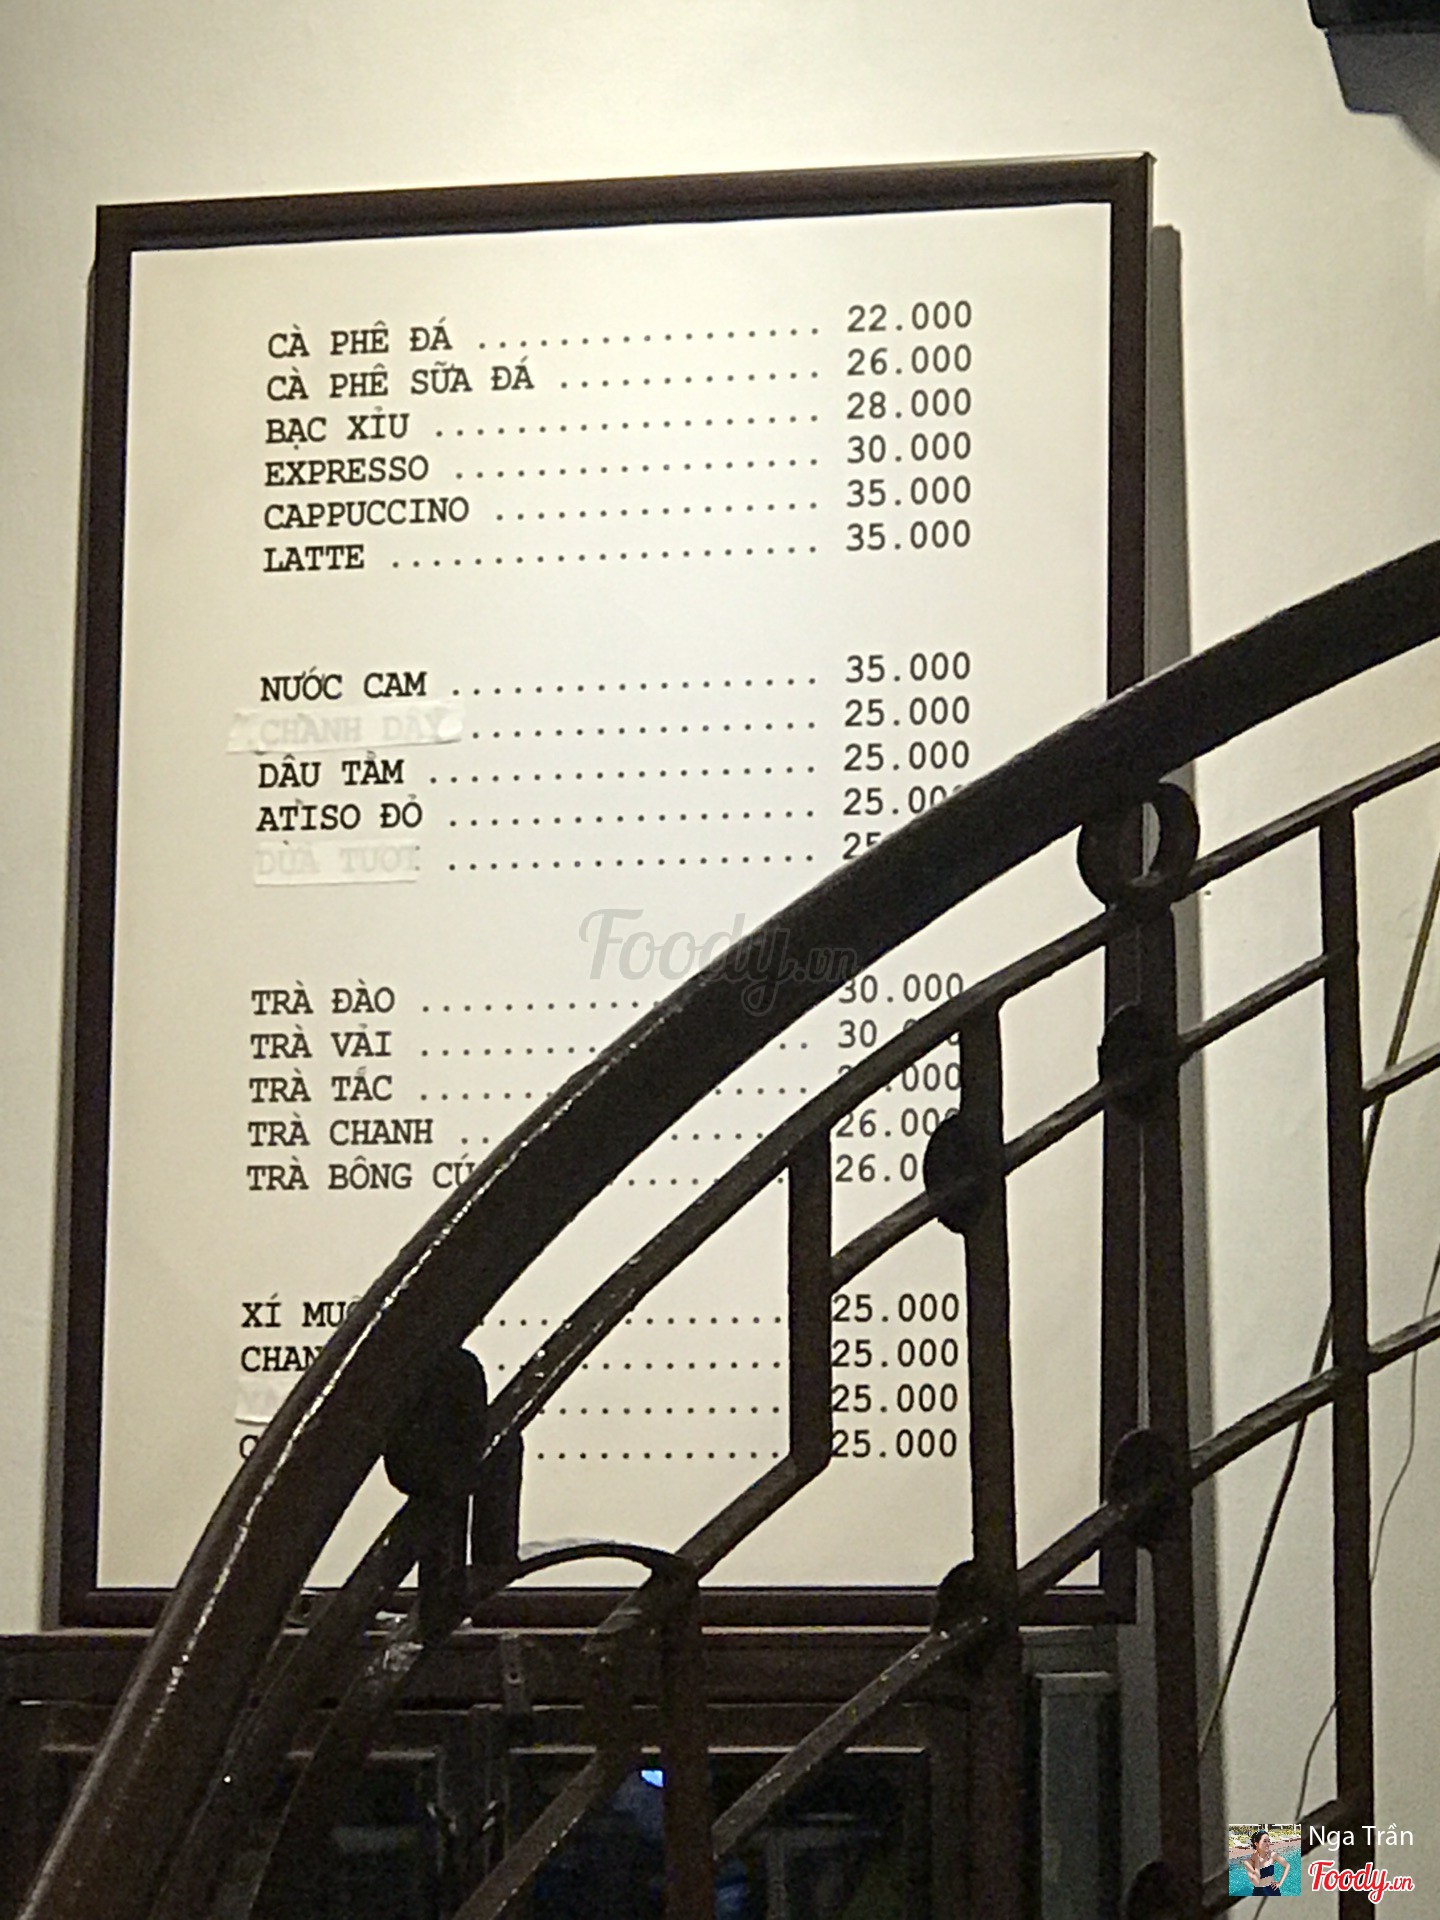 CÀ PHÊ ĐÁ ................. 22.000
CÀ PHÊ SỮA ĐÁ ............. 26.000
BẠC XỈU ................... 28.000
EXPRESSO .................. 30.000
CAPPUCCINO ................ 35.000
LATTE ..................... 35.000
NƯỚC CAM .................. 35.000
CHANH DÂY ................. 25.000
DÂU TẰM ................... 25.000
ATISO ĐỎ .................. 25.00
.................. 25
TRÀ ĐÀO ............. 30.000
TRÀ VẢI ........... 30.0
TRÀ TẮC ........... .000
TRÀ CHANH ........ 26.000
TRÀ BÔNG CÚ ....... 26.0
XÍ MU ............... 25.000
CHAN .............. 25.000
............ 25.000
............ 25.000
Foody.vn
Nga Trần
Foody.vn